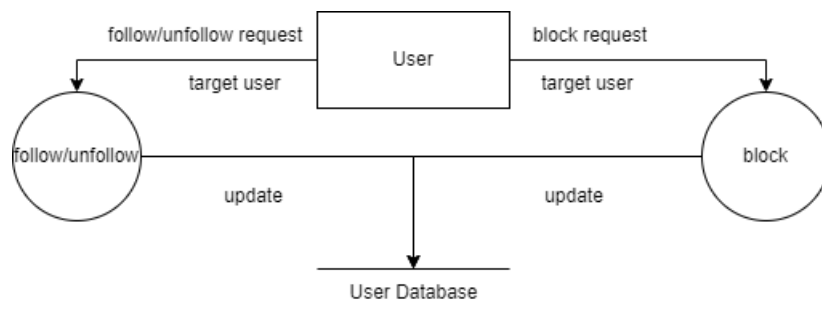 follow/unfollow request
User
block request
target user
target user
follow/unfollow
block
update
update
User Database